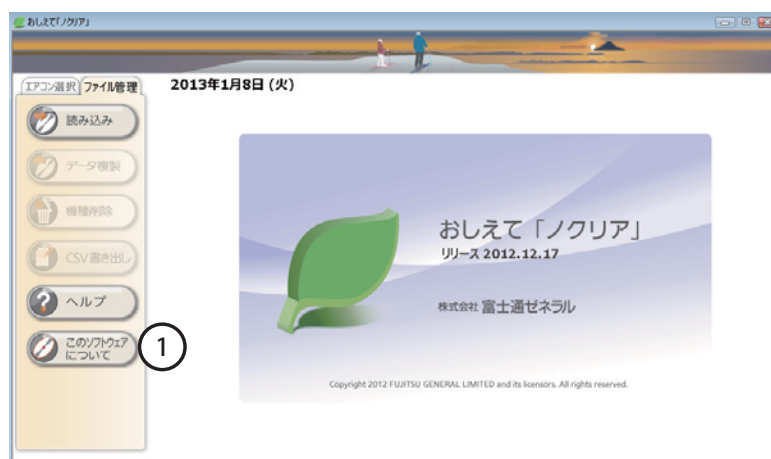 おしえて「ノクリア」
エアコン選択 ファイル管理
2013年1月8日 (火)
読み込み
データ複製
機種削除
CSV書き出し
ヘルプ
このソフトウェア
について
1
おしえて「ノクリア」
リリース 2012.12.17
株式会社 富士通ゼネラル
Copyright 2012 FUJITSU GENERAL LIMITED and its licensors. All rights reserved.